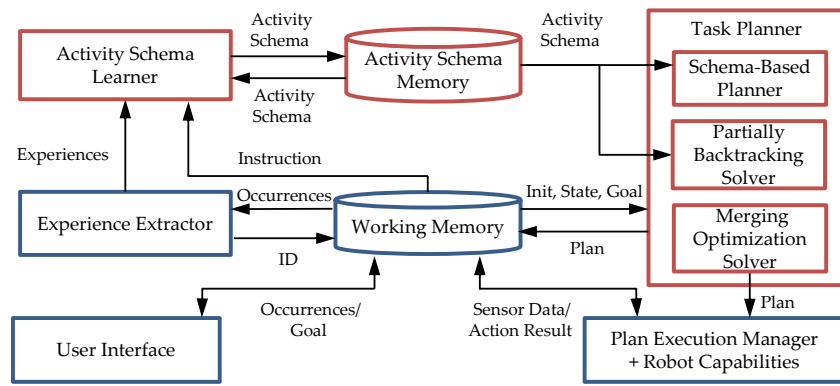 Activity
Schema
Activity Schema
Learner
Activity
Schema
Activity Schema
Memory
Activity
Schema
Task Planner
Schema-Based
Planner
Partially
Backtracking
Solver
Merging
Optimization
Solver
Experiences
Instruction
Occurrences
Experience Extractor
ID
Working Memory
Init, State, Goal
Plan
Plan
Occurrences/
Goal
Sensor Data/
Action Result
User Interface
Plan Execution Manager
+ Robot Capabilities